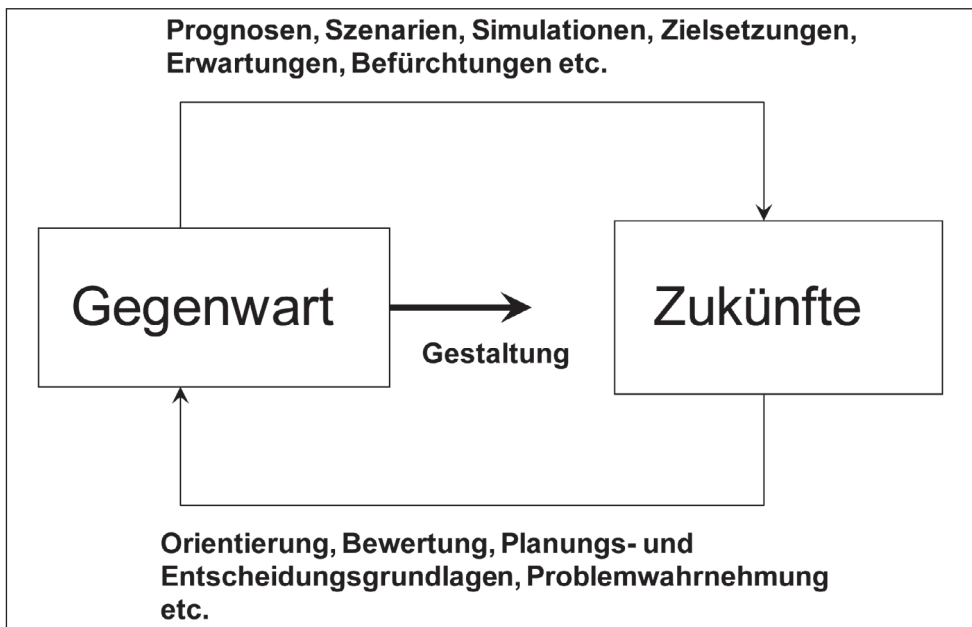 Prognosen, Szenarien, Simulationen, Zielsetzungen,
Erwartungen, Befürchtungen etc.
Gegenwart
Zukünfte
Gestaltung
Orientierung, Bewertung, Planungs- und
Entscheidungsgrundlagen, Problemwahrnehmung
etc.